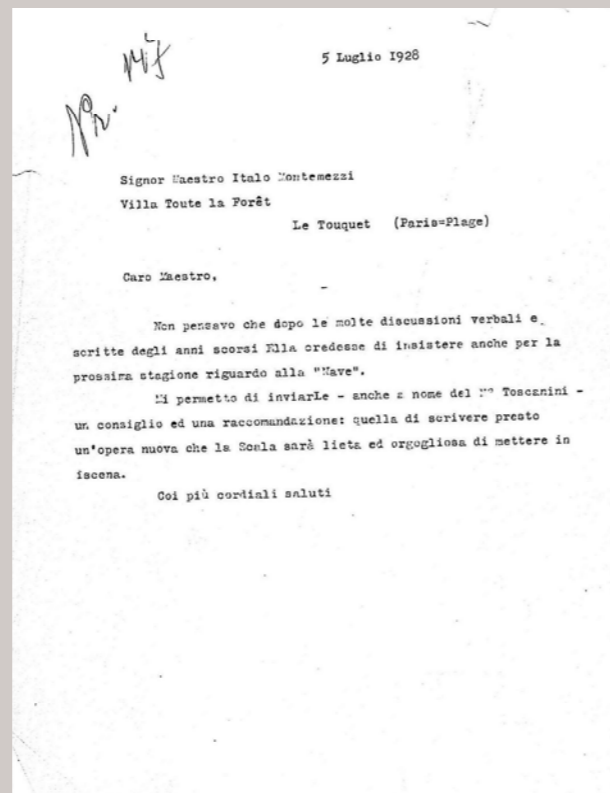 5 Luglio 1928
Signor Maestro Italo Montemezzi
Villa Toute la Forêt
Le Touquet (Paris=Plage)
Caro Maestro,
Non pensavo che dopo le molte discussioni verbali e
scritte degli anni scorsi Ella credesse di insistere anche per la
prossima stagione riguardo alla "Nave".
Mi permetto di inviarLe - anche a nome del M° Toscanini -
un consiglio ed una raccomandazione: quella di scrivere presto
un'opera nuova che la Scala sarà lieta ed orgogliosa di mettere in
iscena.
Coi più cordiali saluti